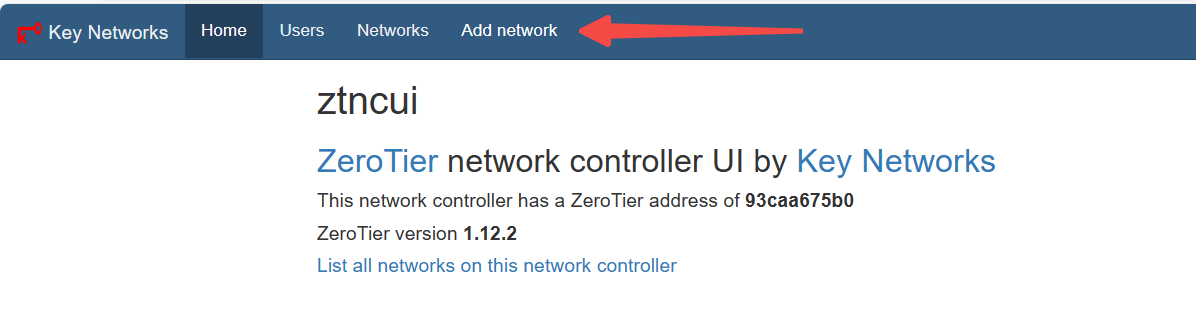 Key Networks Home Users Networks Add network
ztncui
ZeroTier network controller UI by Key Networks
This network controller has a ZeroTier address of 93caa675b0
ZeroTier version 1.12.2
List all networks on this network controller